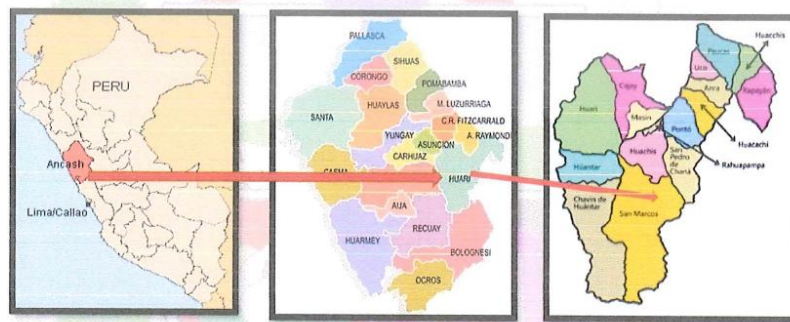 PERU
Ancash
Lima/Callao
PALLASCA
SIHUAS
CORONGO
POMABAMBA
HUAYLAS
M. LUZURRIAGA
SANTA
C.R. FITZCARRALD
YUNGAY
A. RAYMONDI
ASUNCION
CARHUAZ
CASMA
HUARI
AIJA
RECUAY
HUARMEY
BOLOGNESI
OCROS
Huacchis
Paucas
Uco
Cajay
Rapayán
Anra
Huari
Masin
Pontó
Huacachi
Huachis
San
Pedro
de
Chaná
Rahuapampa
Huántar
Chavín de
Huántar
San Marcos